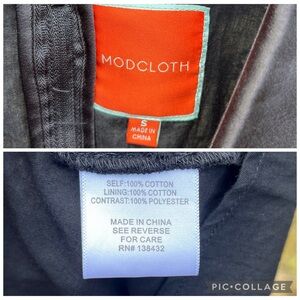 MODCLOTH
S
MADE IN
CHINA
SELF:100% COTTON
LINING:100% COTTON
CONTRAST:100% POLYESTER
MADE IN CHINA
SEE REVERSE
FOR CARE
RN# 138432
PIC•COLLAGE